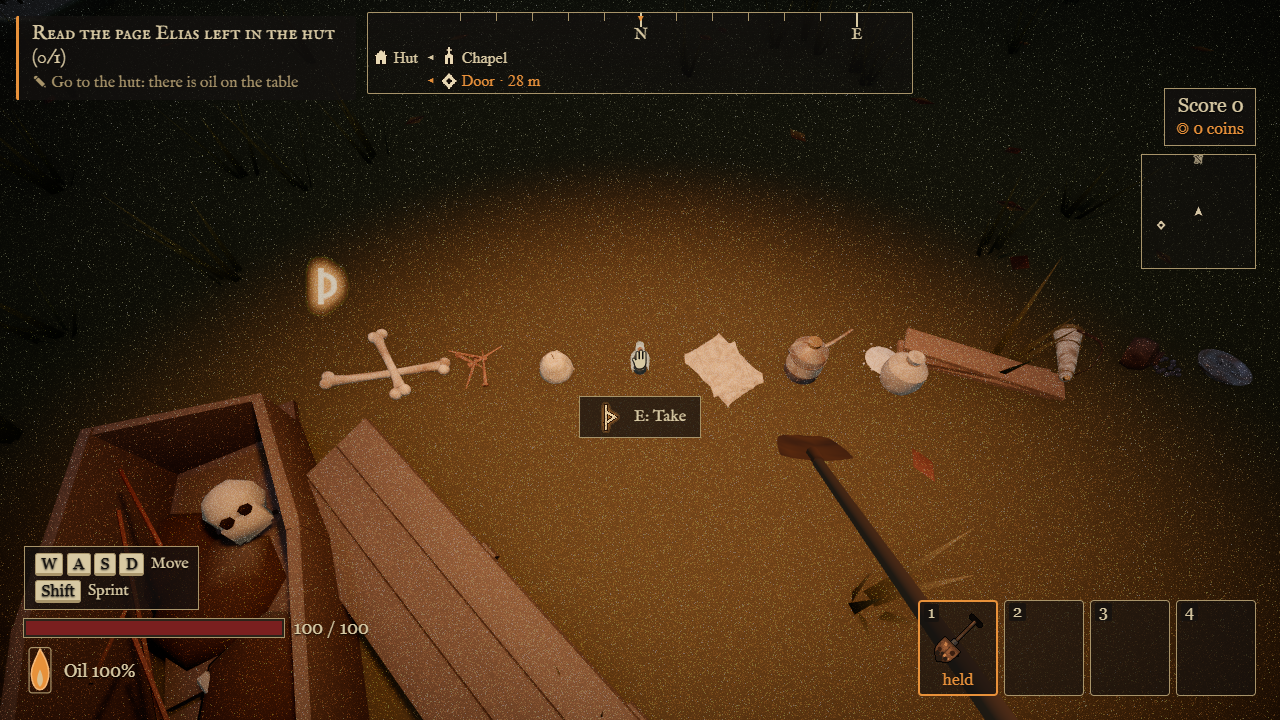 Read the page Elias left in the hut
(0/1)
Go to the hut: there is oil on the table
N
E
Hut
Chapel
Door · 28 m
Score 0
0 coins
Þ
E: Take
W A S D Move
Shift Sprint
100 / 100
Oil 100%
1
held
2
3
4